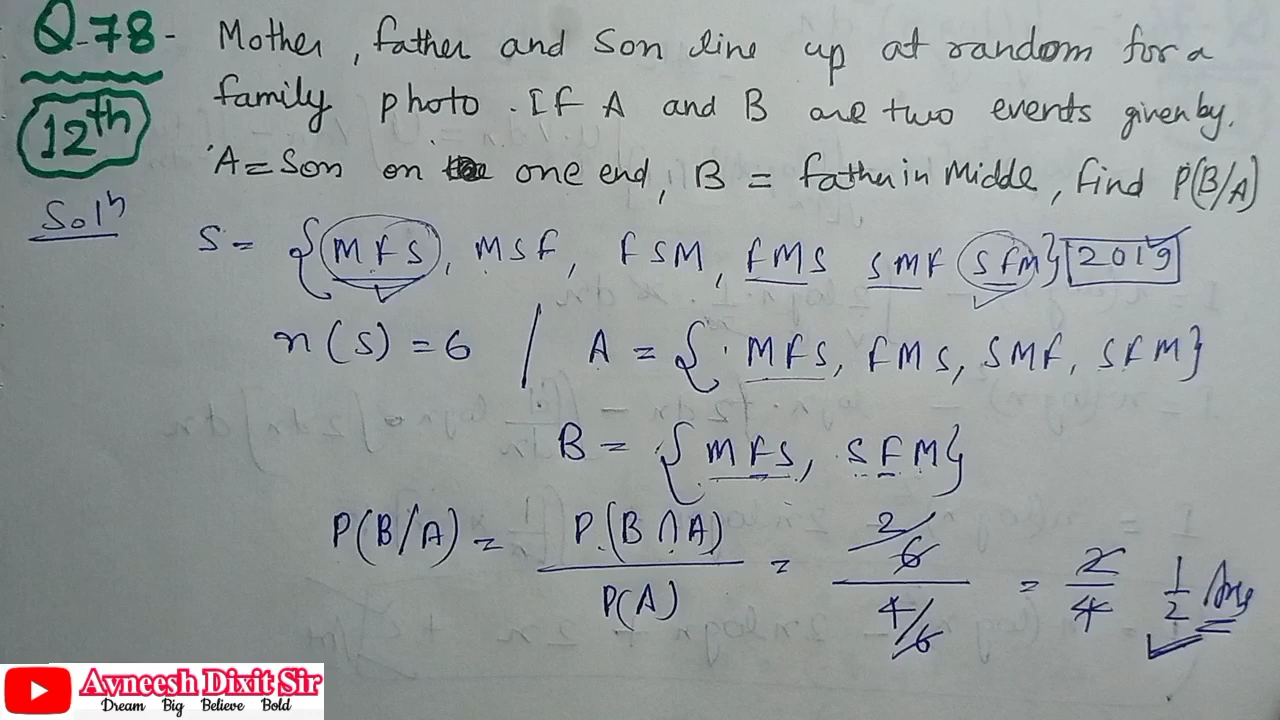 Q-78- Mother, father and Son line up at random for a
12th family photo. If A and B are two events given by.
A = Son on one end, B = father in Middle, find P(B/A)
Solⁿ S = {MFS, MSF, FSM, FMS SMF SFM} 2019
n(S) = 6 / A = {MFS, FMS, SMF, SFM}
B = {MFS, SFM}
P(B/A) = P(B∩A)/P(A) = 2/6 / 4/6 = 2/4 1/2 Ans
Avneesh Dixit Sir
Dream Big Believe Bold